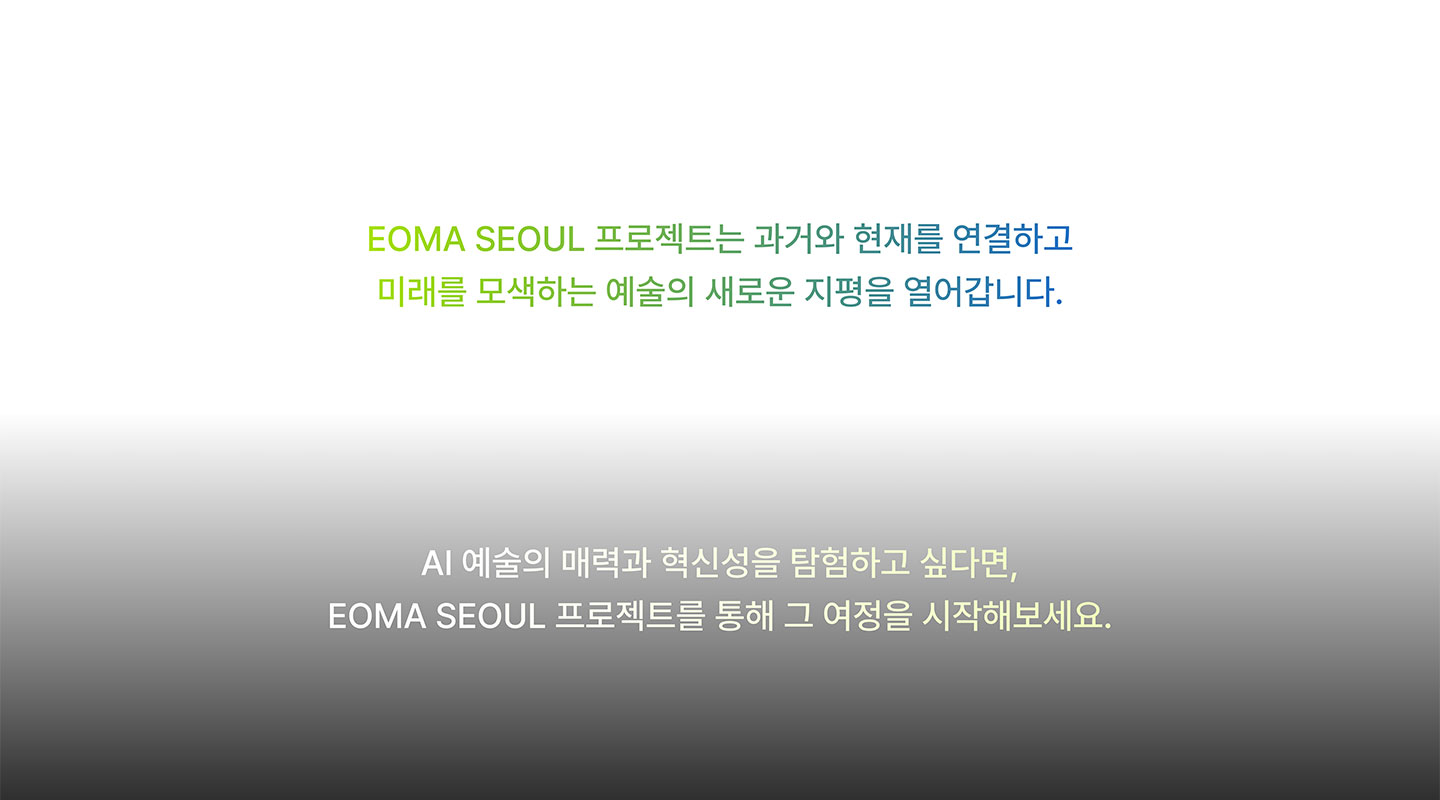 EOMA SEOUL 프로젝트는 과거와 현재를 연결하고
미래를 모색하는 예술의 새로운 지평을 열어갑니다.
AI 예술의 매력과 혁신성을 탐험하고 싶다면,
EOMA SEOUL 프로젝트를 통해 그 여정을 시작해보세요.